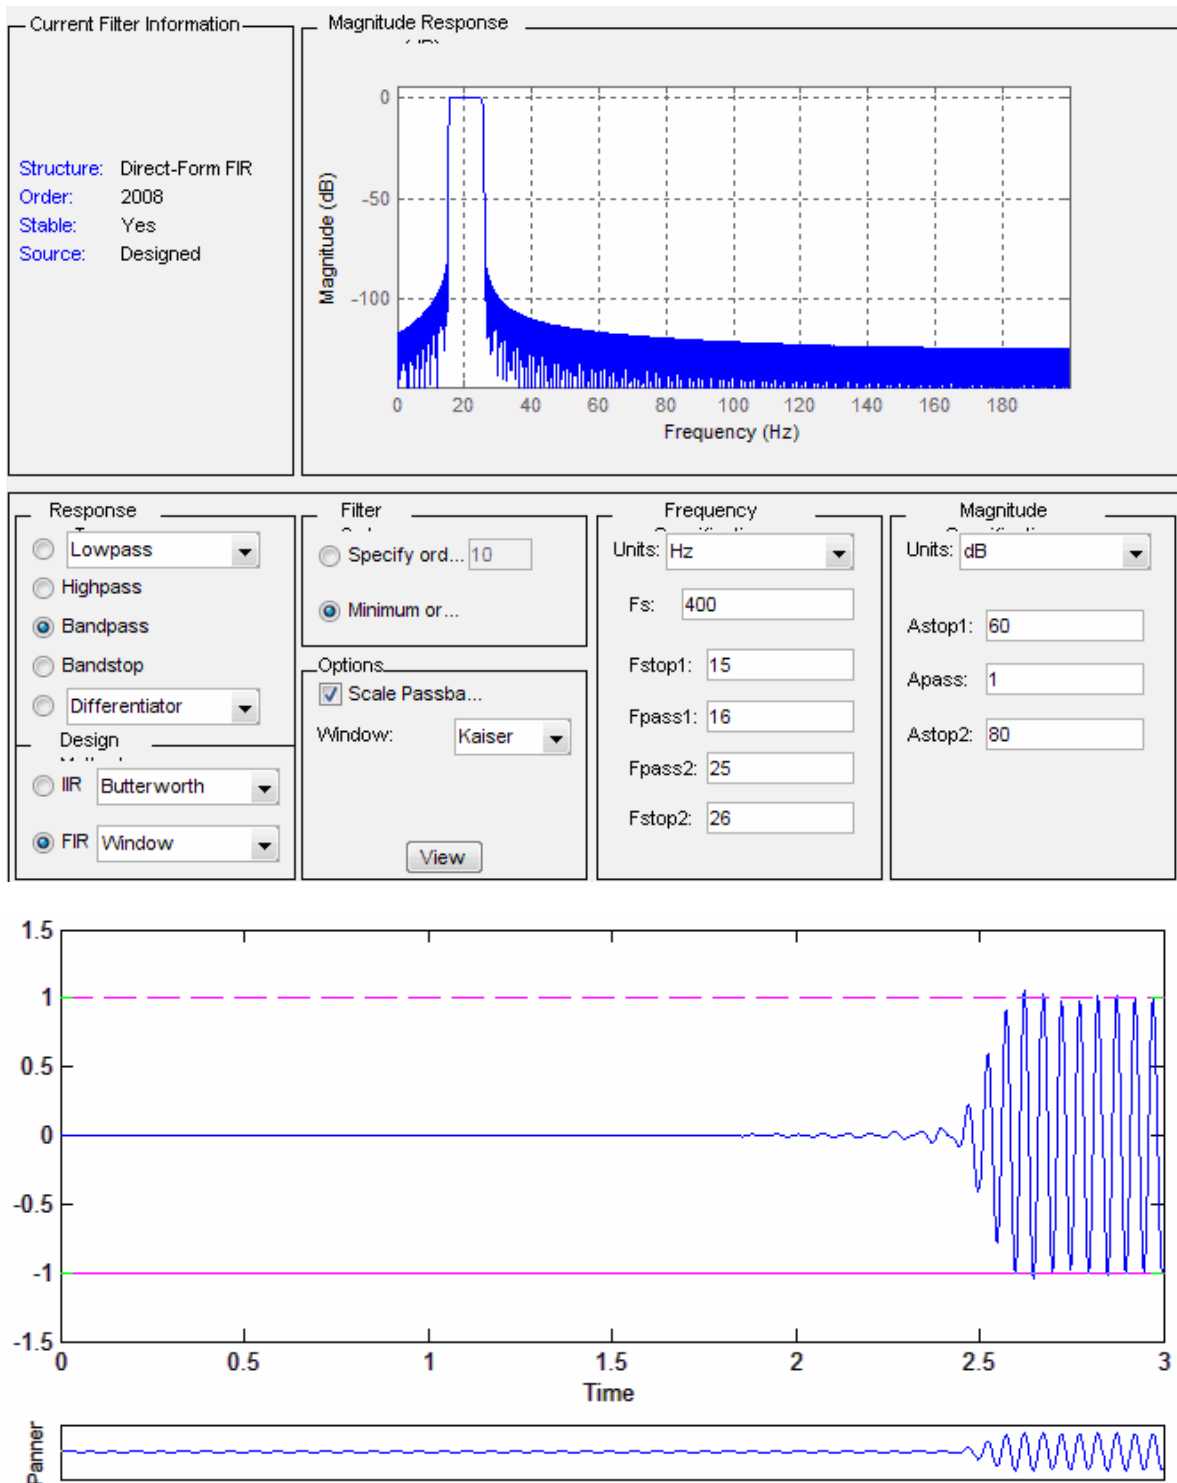 Current Filter Information
Structure: Direct-Form FIR
Order: 2008
Stable: Yes
Source: Designed
Magnitude Response
0
-50
-100
Magnitude (dB)
0 20 40 60 80 100 120 140 160 180
Frequency (Hz)
Response
Lowpass
Highpass
Bandpass
Bandstop
Differentiator
Design
IIR Butterworth
FIR Window
Filter
Specify ord... 10
Minimum or...
Options
Scale Passba...
Window: Kaiser
View
Frequency
Units: Hz
Fs: 400
Fstop1: 15
Fpass1: 16
Fpass2: 25
Fstop2: 26
Magnitude
Units: dB
Astop1: 60
Apass: 1
Astop2: 80
1.5
1
0.5
0
-0.5
-1
-1.5
0 0.5 1 1.5 2 2.5 3
Time
Panner